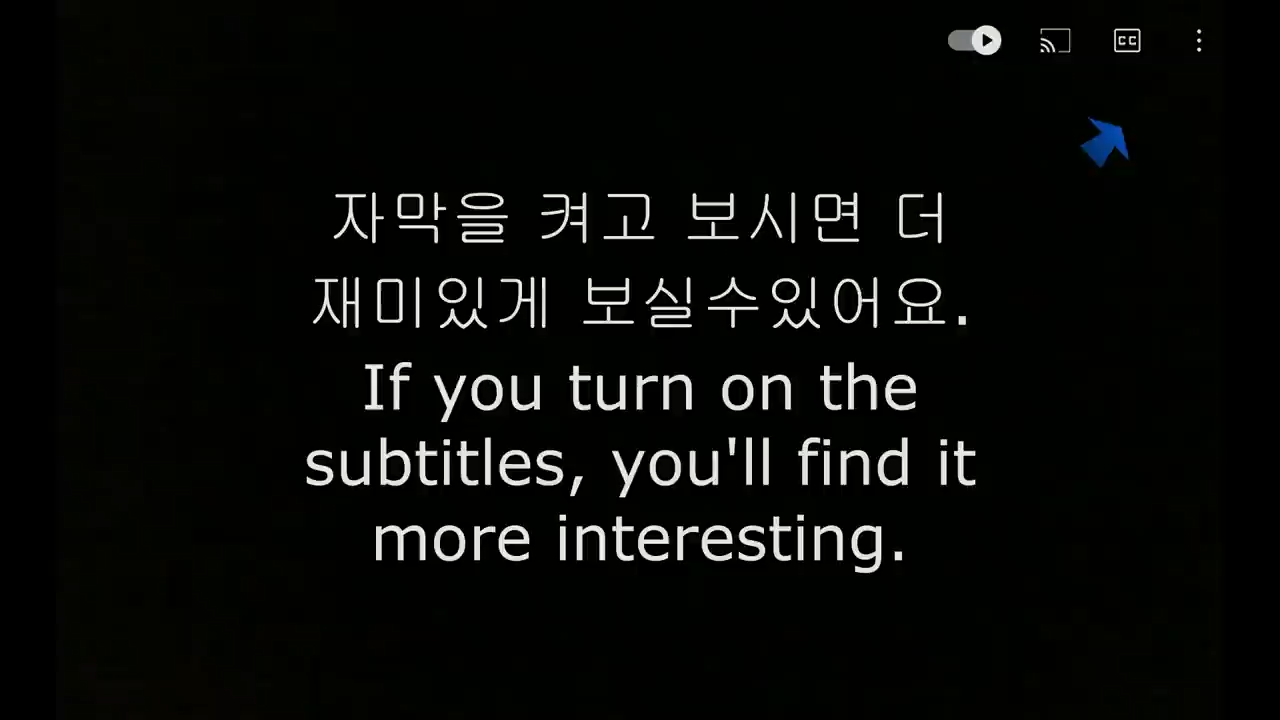 CC
자막을 켜고 보시면 더
재미있게 보실수있어요.
If you turn on the
subtitles, you'll find it
more interesting.